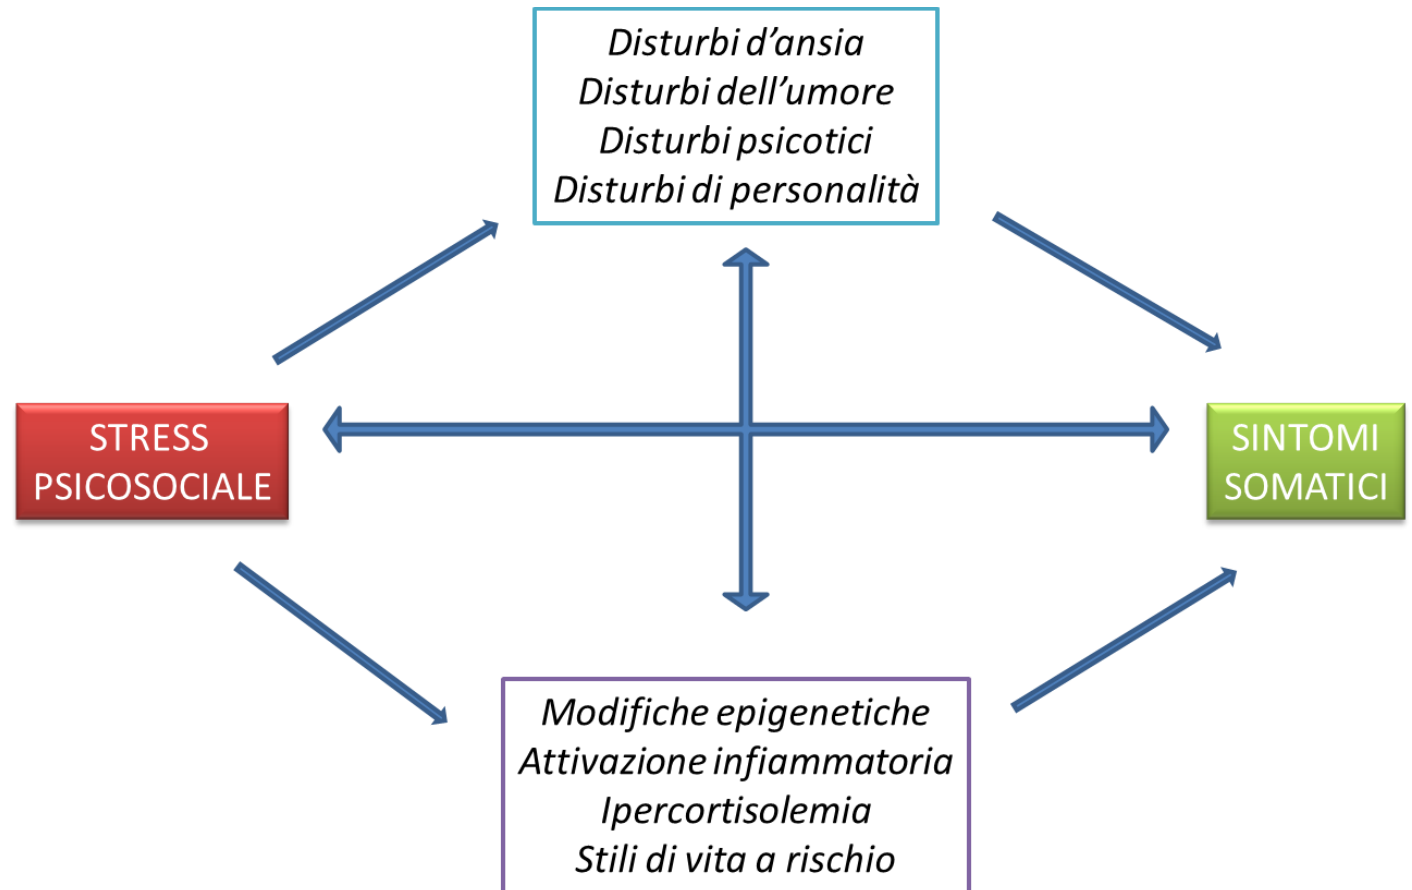 Disturbi d’ansia
Disturbi dell’umore
Disturbi psicotici
Disturbi di personalità
STRESS
PSICOSOCIALE
SINTOMI
SOMATICI
Modifiche epigenetiche
Attivazione infiammatoria
Ipercortisolemia
Stili di vita a rischio